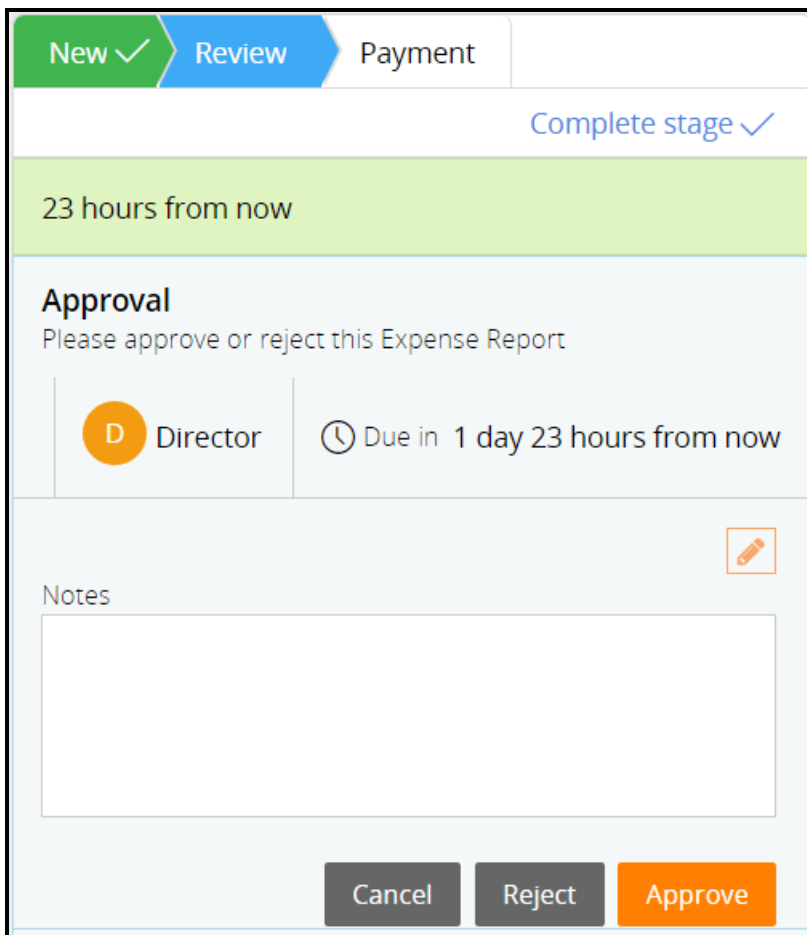 New Review Payment
Complete stage
23 hours from now
Approval
Please approve or reject this Expense Report
D Director Due in 1 day 23 hours from now
Notes
Cancel Reject Approve